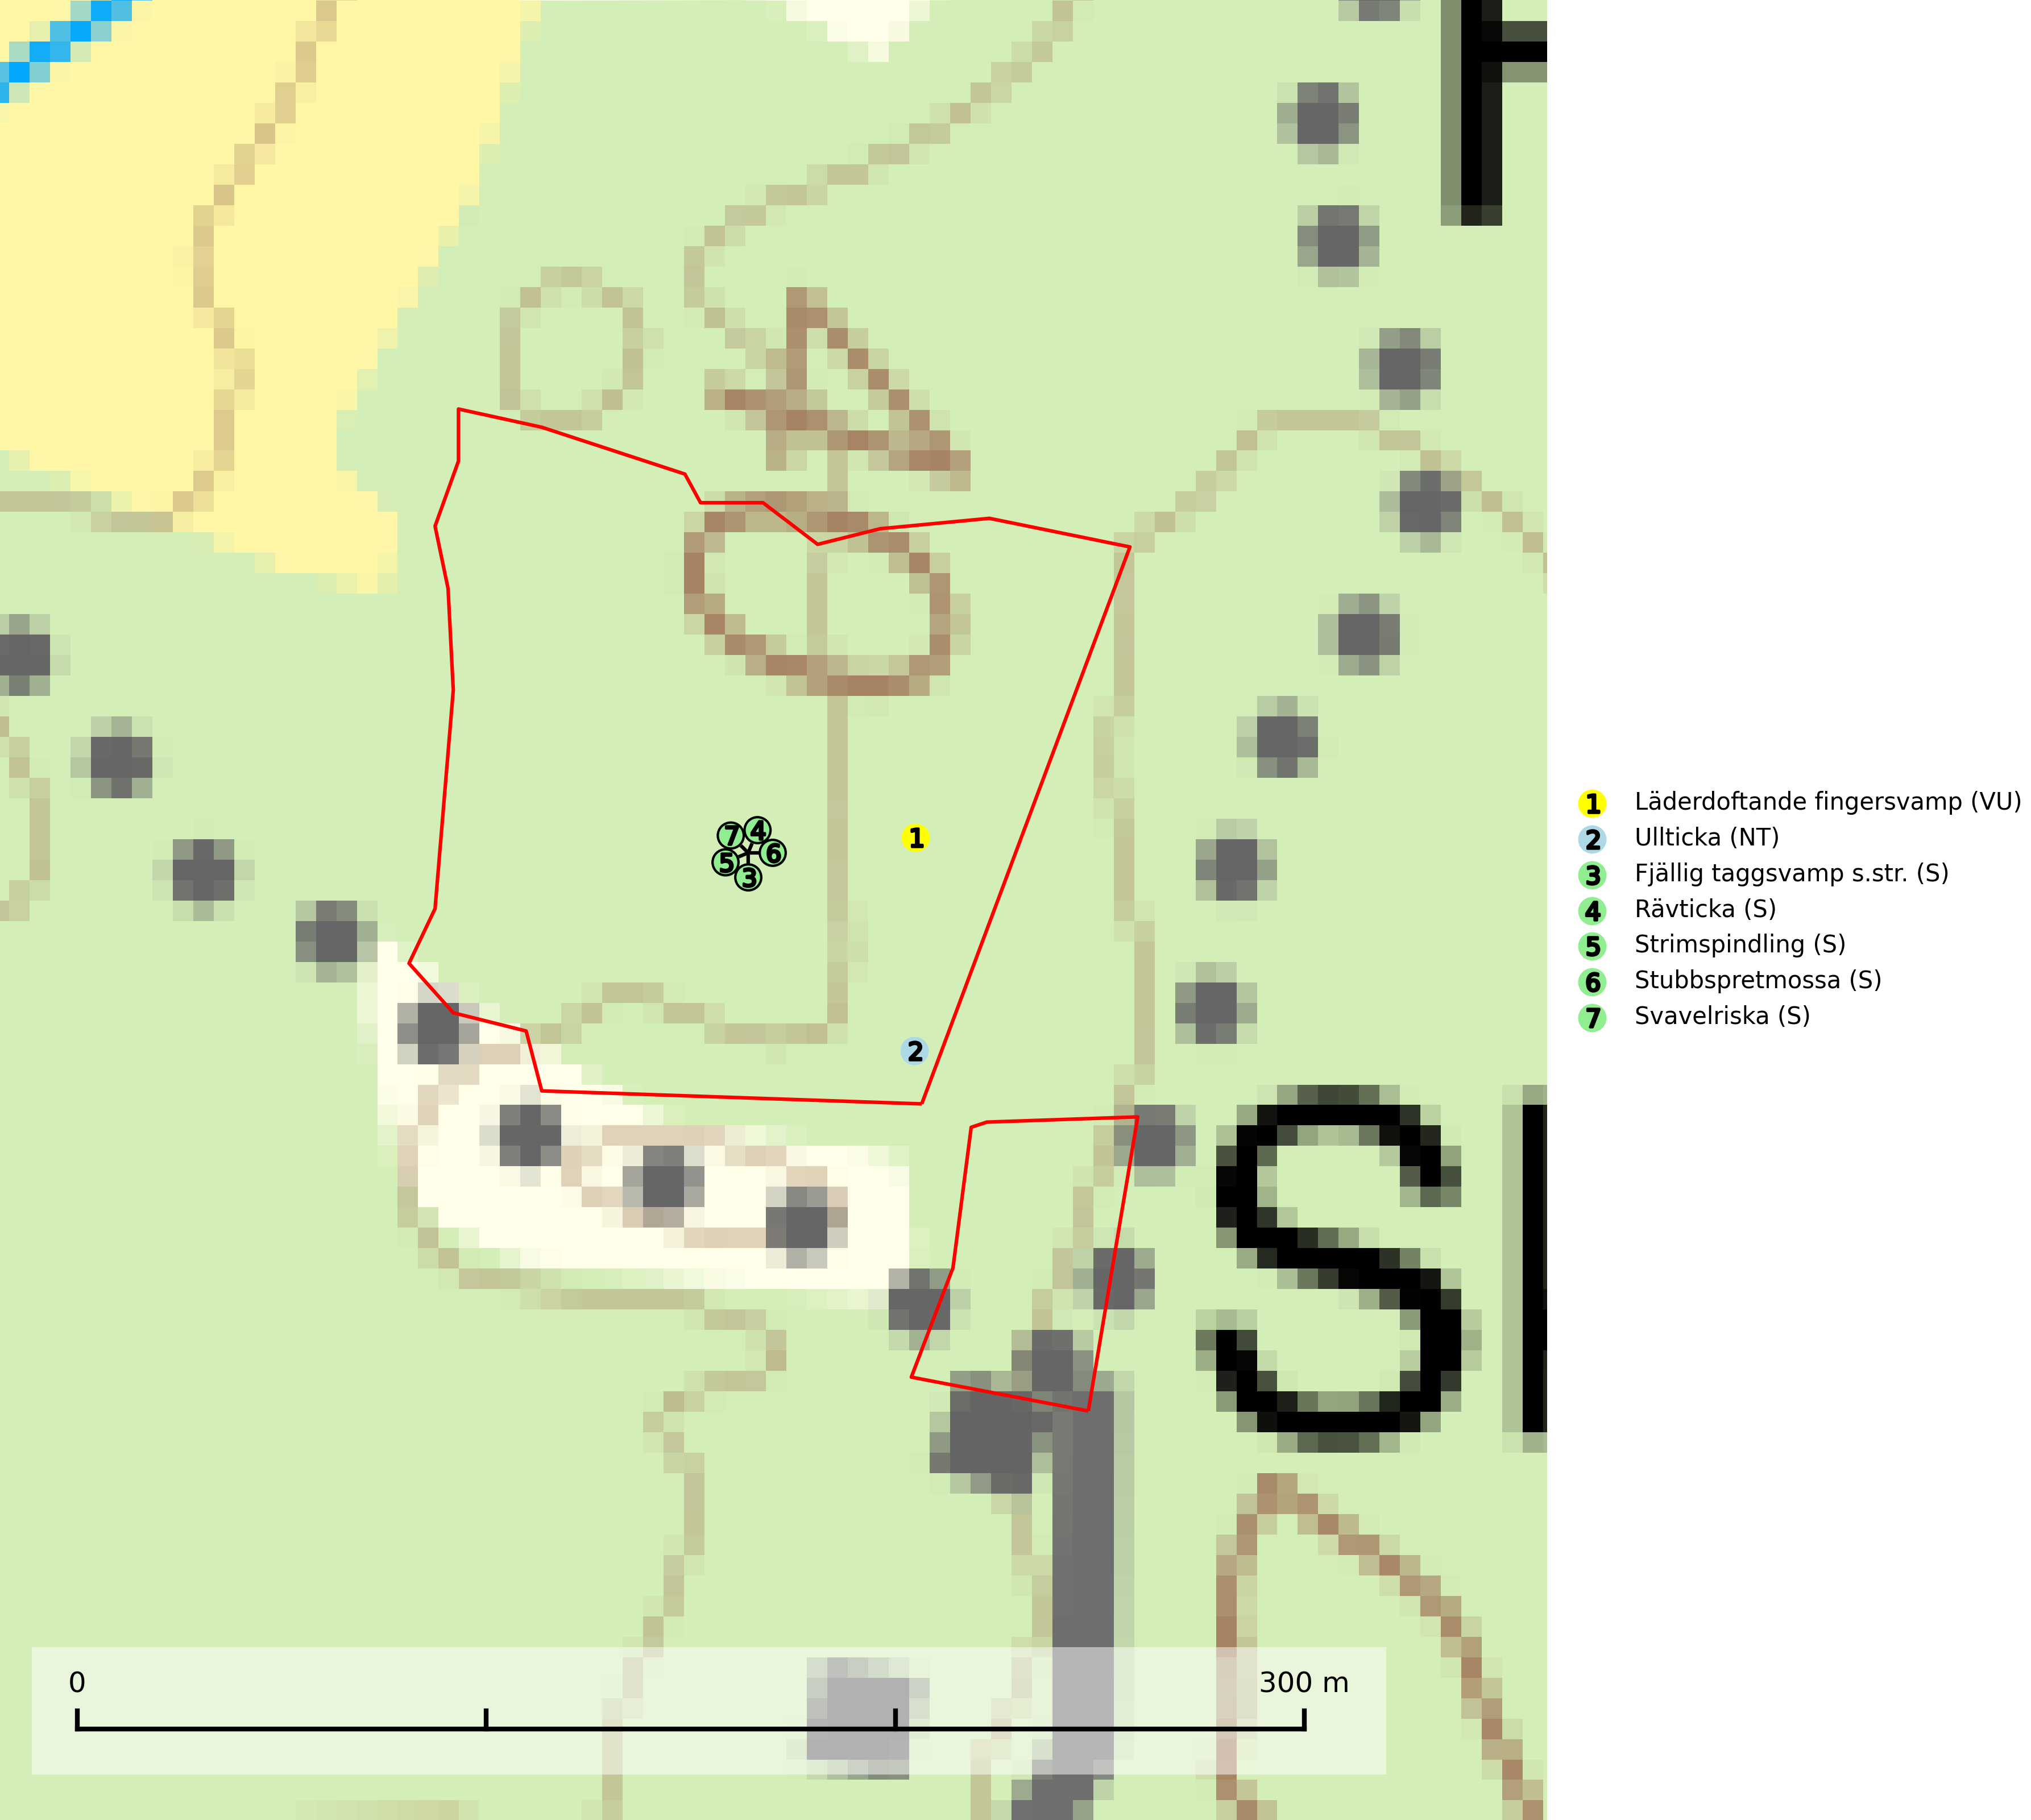 1
7 4
5 6
3
2
0 300 m
1 Läderdoftande fingersvamp (VU)
2 Ullticka (NT)
3 Fjällig taggsvamp s.str. (S)
4 Rävticka (S)
5 Strimspindling (S)
6 Stubbspretmossa (S)
7 Svavelriska (S)
S